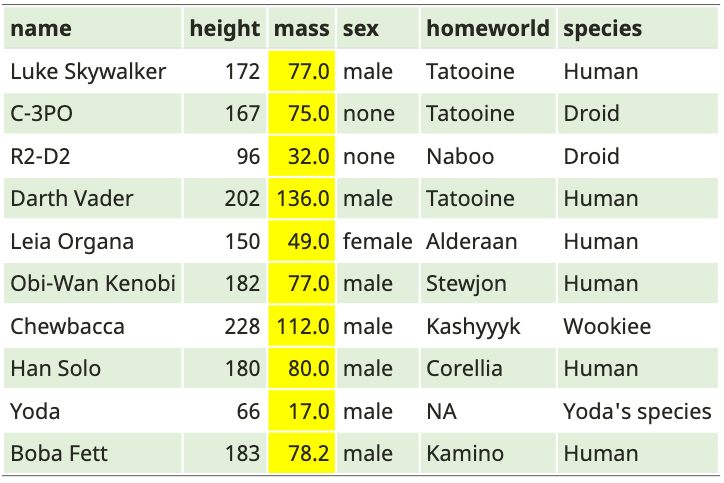 name height mass sex homeworld species
Luke Skywalker 172 77.0 male Tatooine Human
C-3PO 167 75.0 none Tatooine Droid
R2-D2 96 32.0 none Naboo Droid
Darth Vader 202 136.0 male Tatooine Human
Leia Organa 150 49.0 female Alderaan Human
Obi-Wan Kenobi 182 77.0 male Stewjon Human
Chewbacca 228 112.0 male Kashyyyk Wookiee
Han Solo 180 80.0 male Corellia Human
Yoda 66 17.0 male NA Yoda's species
Boba Fett 183 78.2 male Kamino Human